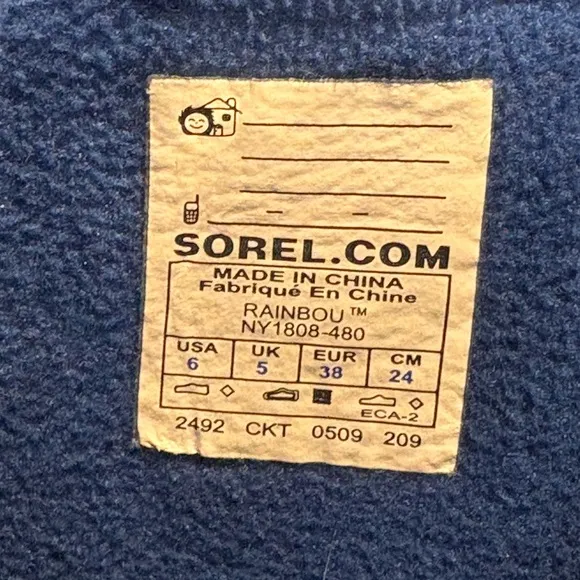 SOREL.COM
MADE IN CHINA
Fabriqué En Chine
RAINBOU™
NY1808-480
USA UK EUR CM
6 5 38 24
ECA-2
2492 CKT 0509 209